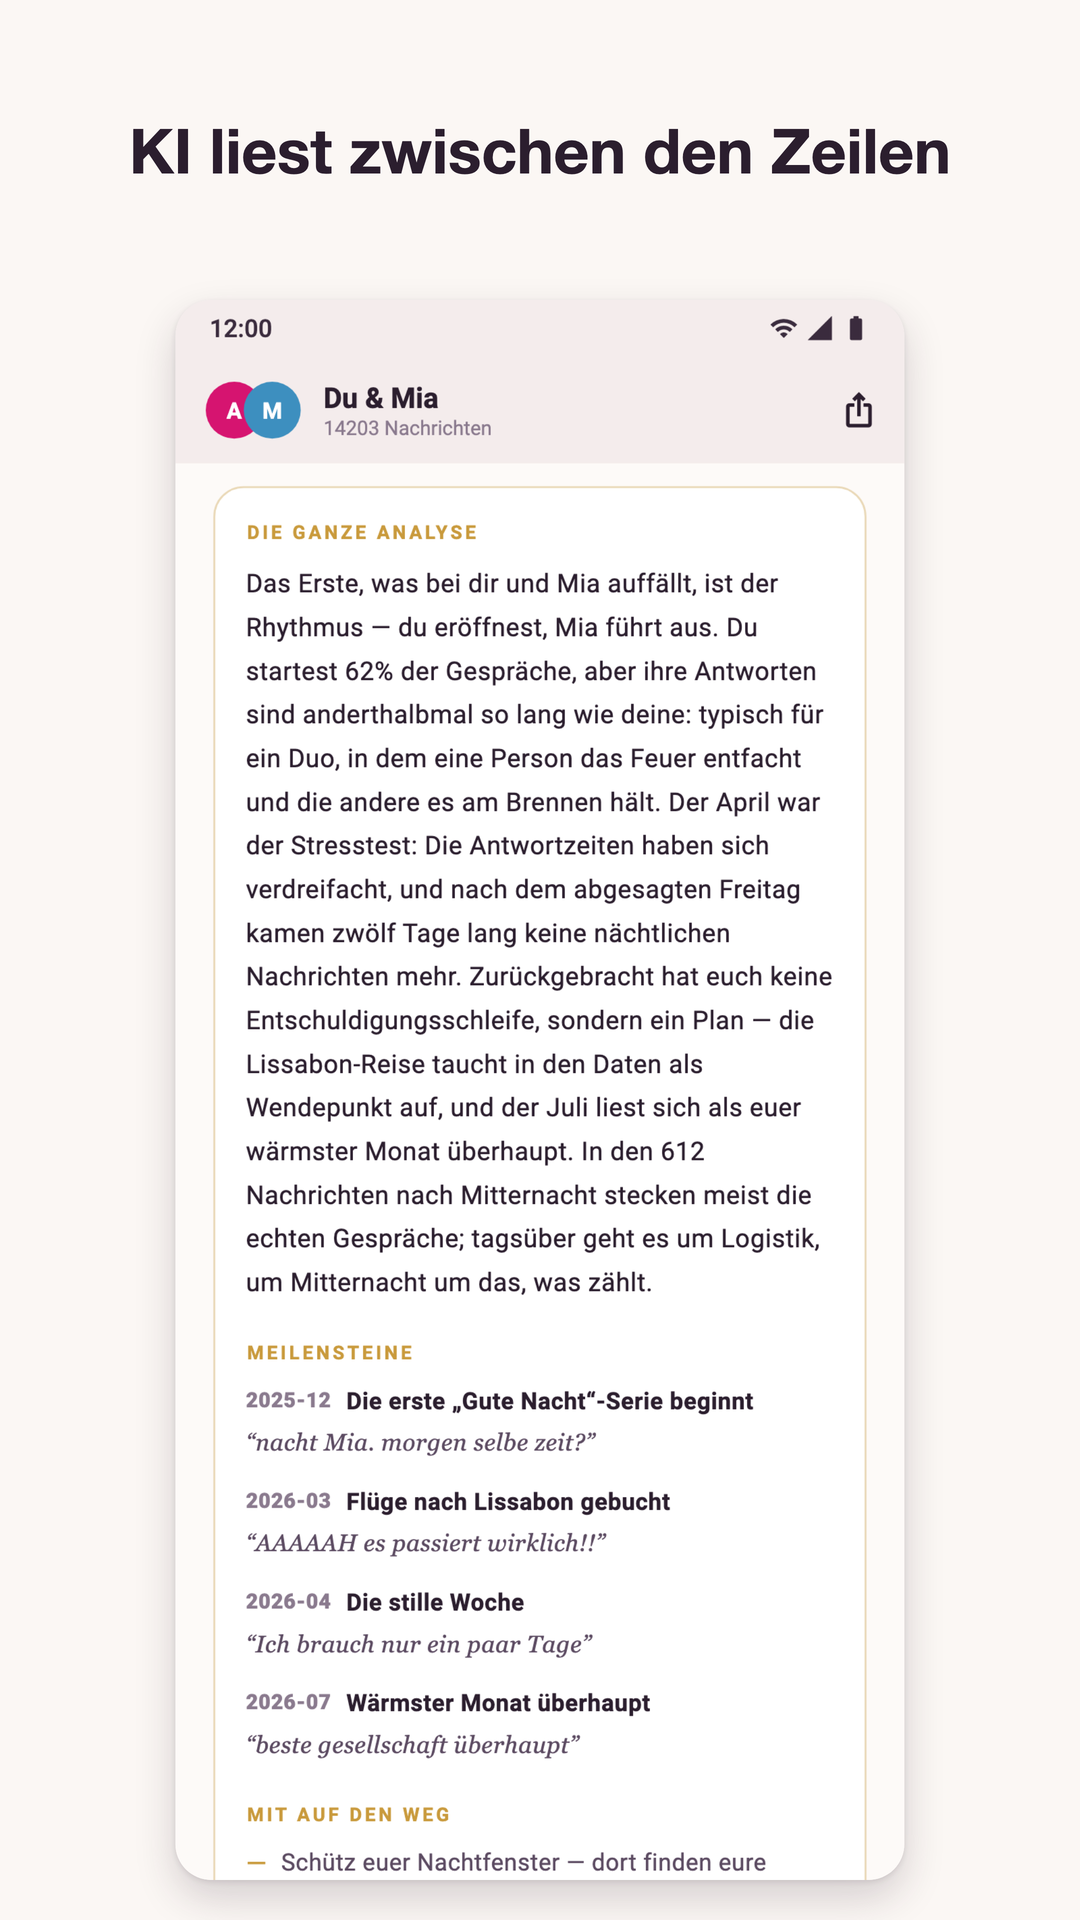 KI liest zwischen den Zeilen
12:00
A M
Du & Mia
14203 Nachrichten
DIE GANZE ANALYSE
Das Erste, was bei dir und Mia auffällt, ist der
Rhythmus — du eröffnest, Mia führt aus. Du
startest 62% der Gespräche, aber ihre Antworten
sind anderthalbmal so lang wie deine: typisch für
ein Duo, in dem eine Person das Feuer entfacht
und die andere es am Brennen hält. Der April war
der Stresstest: Die Antwortzeiten haben sich
verdreifacht, und nach dem abgesagten Freitag
kamen zwölf Tage lang keine nächtlichen
Nachrichten mehr. Zurückgebracht hat euch keine
Entschuldigungsschleife, sondern ein Plan — die
Lissabon-Reise taucht in den Daten als
Wendepunkt auf, und der Juli liest sich als euer
wärmster Monat überhaupt. In den 612
Nachrichten nach Mitternacht stecken meist die
echten Gespräche; tagsüber geht es um Logistik,
um Mitternacht um das, was zählt.
MEILENSTEINE
2025-12 Die erste „Gute Nacht“-Serie beginnt
“nacht Mia. morgen selbe zeit?”
2026-03 Flüge nach Lissabon gebucht
“AAAAAH es passiert wirklich!!”
2026-04 Die stille Woche
“Ich brauch nur ein paar Tage”
2026-07 Wärmster Monat überhaupt
“beste gesellschaft überhaupt”
MIT AUF DEN WEG
— Schütz euer Nachtfenster — dort finden eure